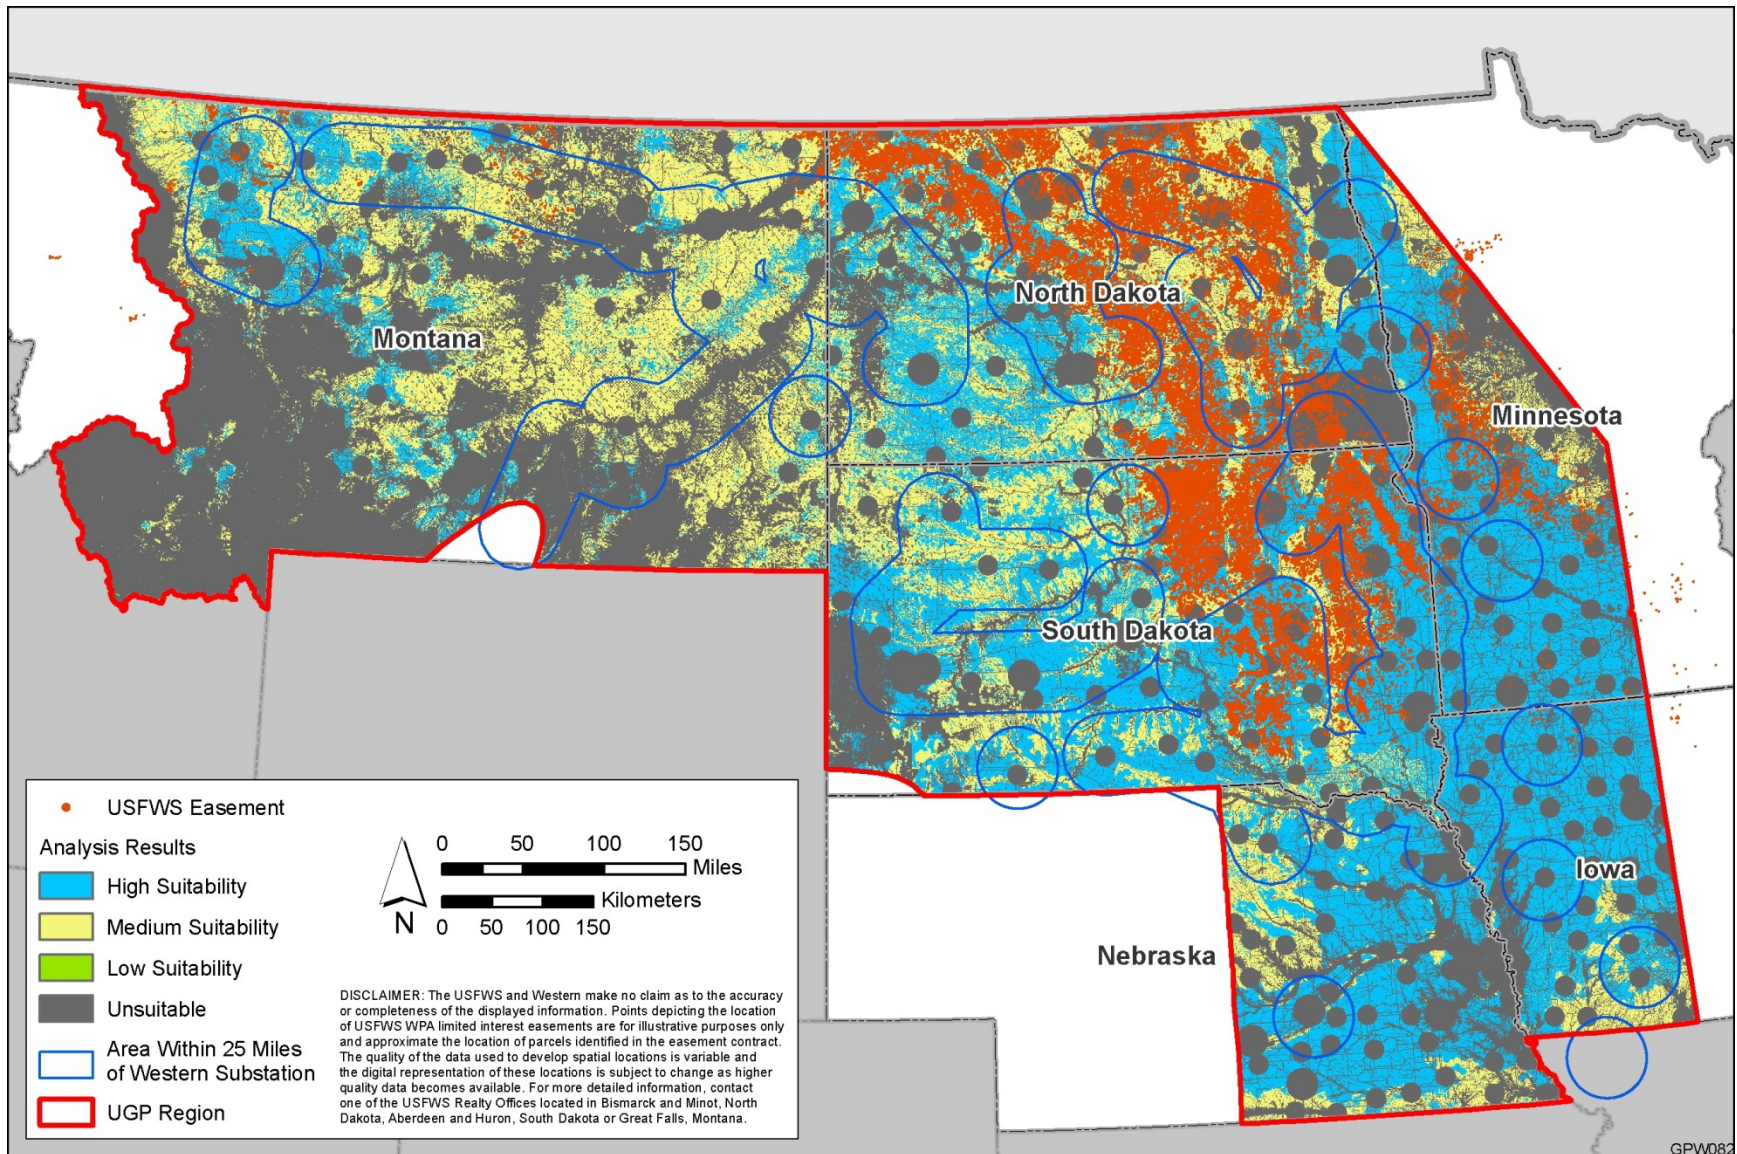 North Dakota
Montana
Minnesota
South Dakota
Iowa
Nebraska
USFWS Easement
Analysis Results
High Suitability
Medium Suitability
Low Suitability
Unsuitable
Area Within 25 Miles
of Western Substation
UGP Region
0 50 100 150
Miles
Kilometers
0 50 100 150
N
DISCLAIMER: The USFWS and Western make no claim as to the accuracy
or completeness of the displayed information. Points depicting the location
of USFWS WPA limited interest easements are for illustrative purposes only
and approximate the location of parcels identified in the easement contract.
The quality of the data used to develop spatial locations is variable and
the digital representation of these locations is subject to change as higher
quality data becomes available. For more detailed information, contact
one of the USFWS Realty Offices located in Bismarck and Minot, North
Dakota, Aberdeen and Huron, South Dakota or Great Falls, Montana.
GPW082